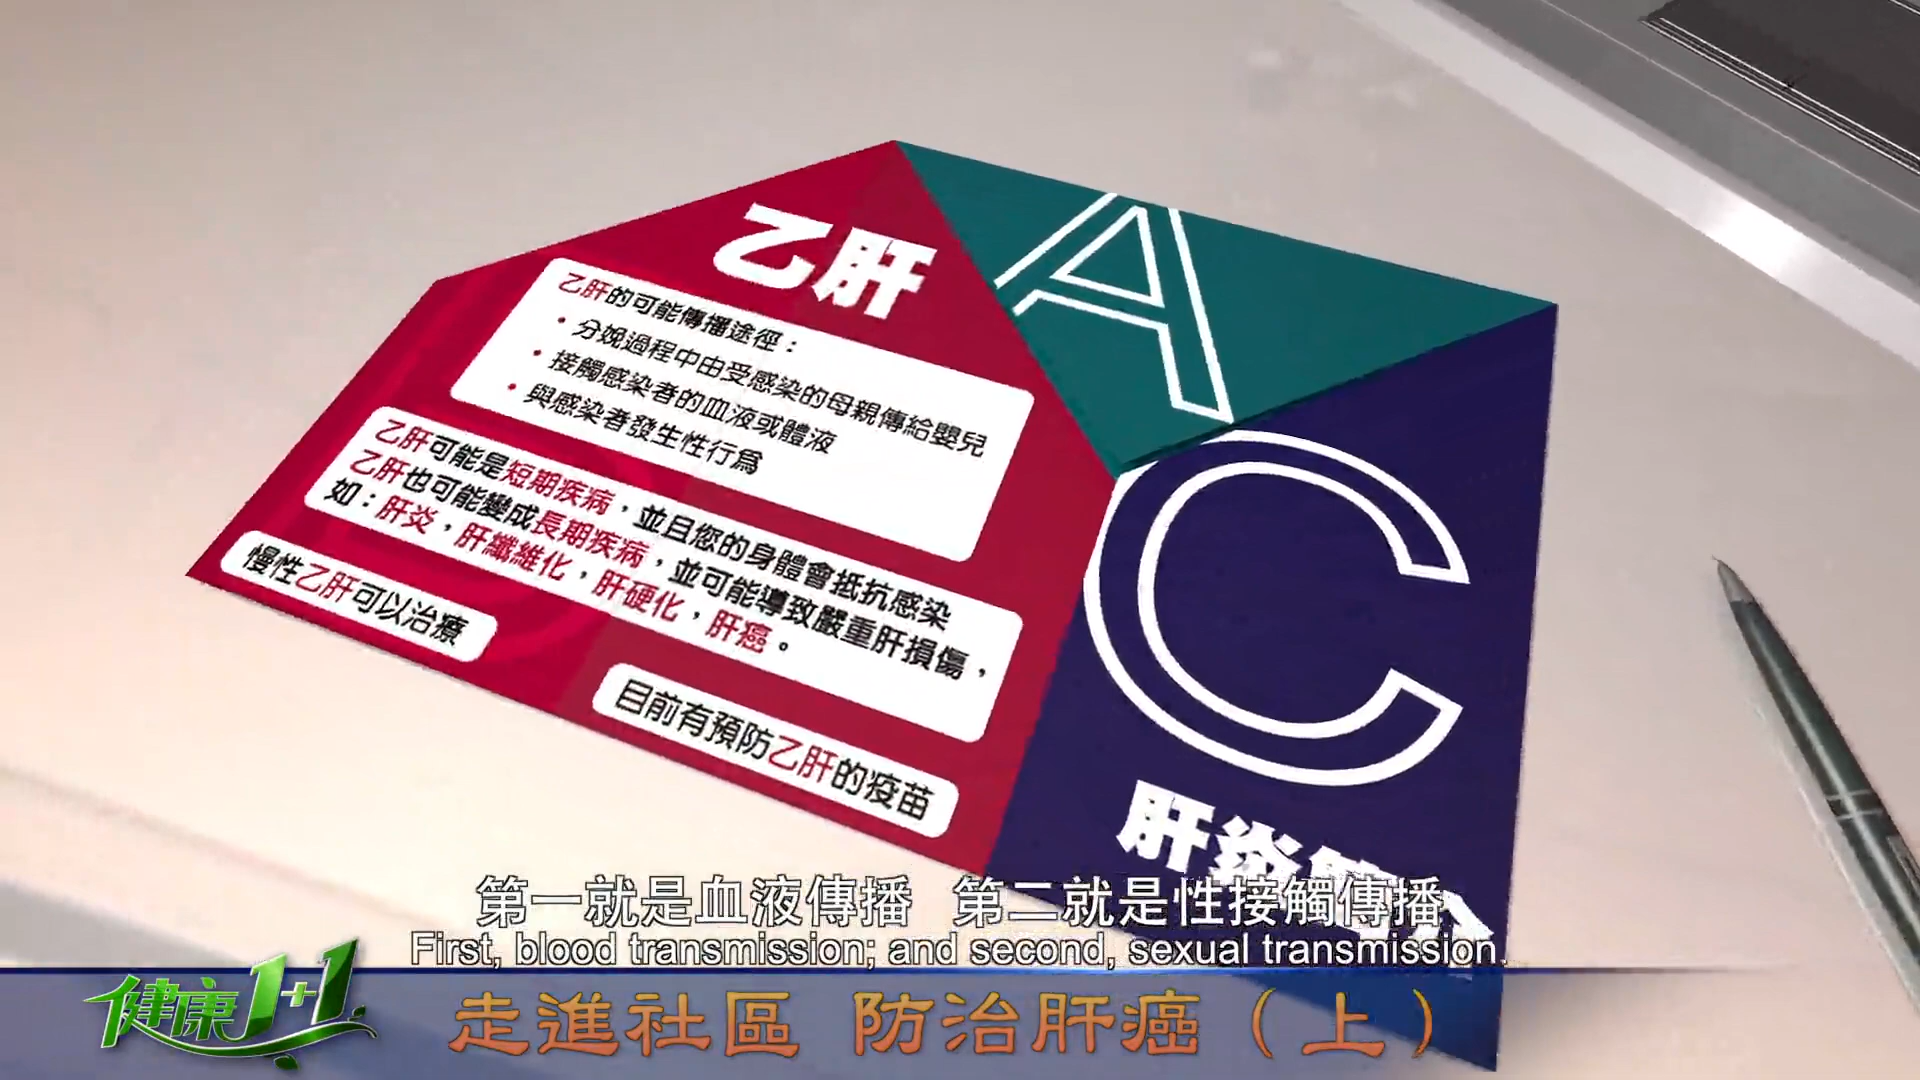 乙肝
A
乙肝的可能傳播途徑：
• 分娩過程中由受感染的母親傳給嬰兒
• 接觸感染者的血液或體液
• 與感染者發生性行為
乙肝可能是短期疾病，並且您的身體會抵抗感染
乙肝也可能變成長期疾病，並可能導致嚴重肝損傷，
如：肝炎，肝纖維化，肝硬化，肝癌。
慢性乙肝可以治療
目前有預防乙肝的疫苗
C
肝炎
第一就是血液傳播 第二就是性接觸傳播
First, blood transmission; and second, sexual transmission.
健康1+1
走進社區 防治肝癌（上）